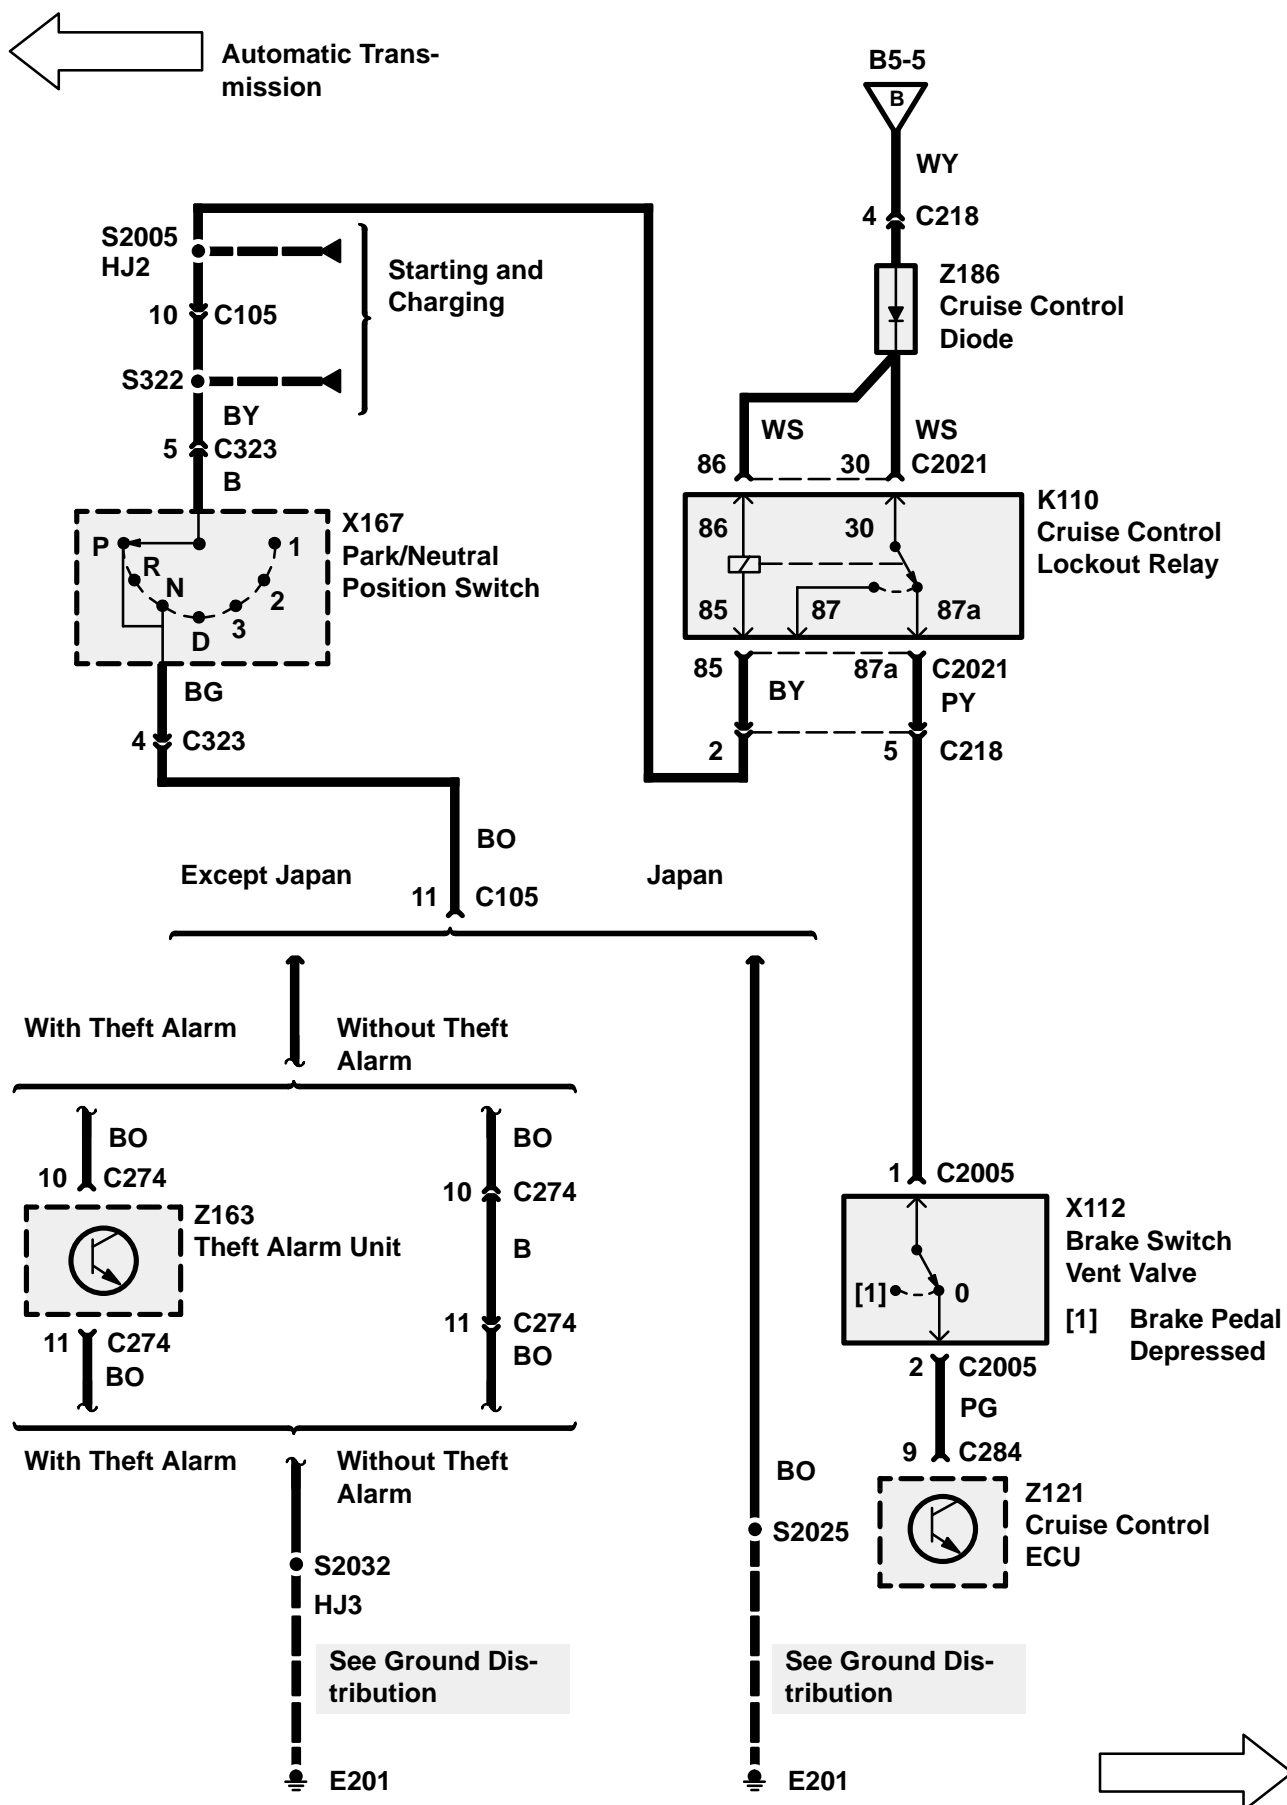 Automatic Trans-
mission
B5-5
B
WY
4 C218
S2005
HJ2
Starting and
Charging
Z186
Cruise Control
Diode
10 C105
S322
BY
5 C323
B
WS
WS
86 30 C2021
X167
Park/Neutral
Position Switch
P
R
N
D
3
2
1
K110
Cruise Control
Lockout Relay
86 30
85 87 87a
BG
4 C323
85 87a C2021
BY PY
2 5 C218
BO
Except Japan Japan
11 C105
With Theft Alarm
Without Theft
Alarm
BO
10 C274
Z163
Theft Alarm Unit
11 C274
BO
BO
10 C274
B
11 C274
BO
1 C2005
X112
Brake Switch
Vent Valve
[1] 0
[1] Brake Pedal
Depressed
2 C2005
PG
9 C284
Z121
Cruise Control
ECU
With Theft Alarm
Without Theft
Alarm
BO
S2025
S2032
HJ3
See Ground Dis-
tribution
See Ground Dis-
tribution
E201
E201